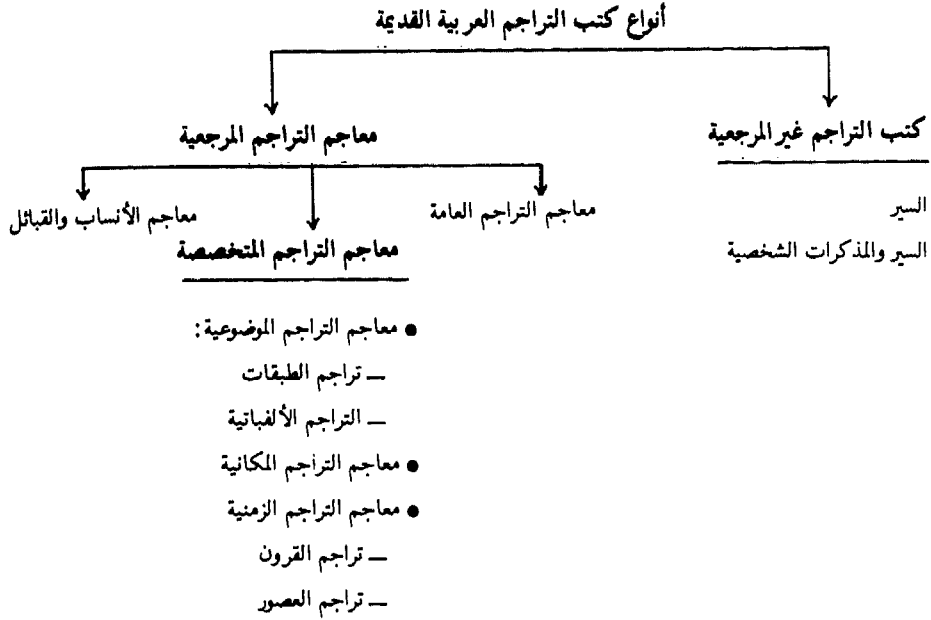 أنواع كتب التراجم العربية القديمة
كتب التراجم غير المرجعية
معاجم التراجم المرجعية
السير
السير والمذكرات الشخصية
معاجم التراجم العامة
معاجم التراجم المتخصصة
معاجم الأنساب والقبائل
● معاجم التراجم الموضوعية:
— تراجم الطبقات
— التراجم الألفبائية
● معاجم التراجم المكانية
● معاجم التراجم الزمنية
— تراجم القرون
— تراجم العصور